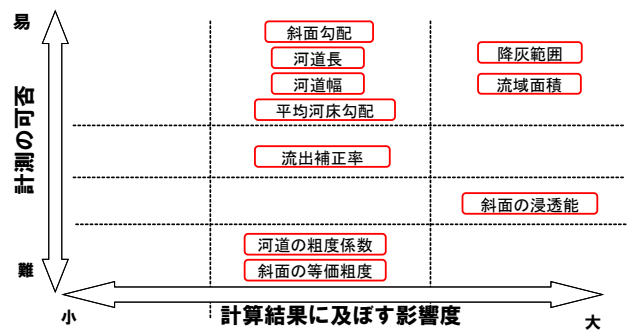 易
斜面勾配
河道長
河道幅
平均河床勾配
降灰範囲
流域面積
計測の可否
流出補正率
斜面の浸透能
河道の粗度係数
斜面の等価粗度
難
小
計算結果に及ぼす影響度
大